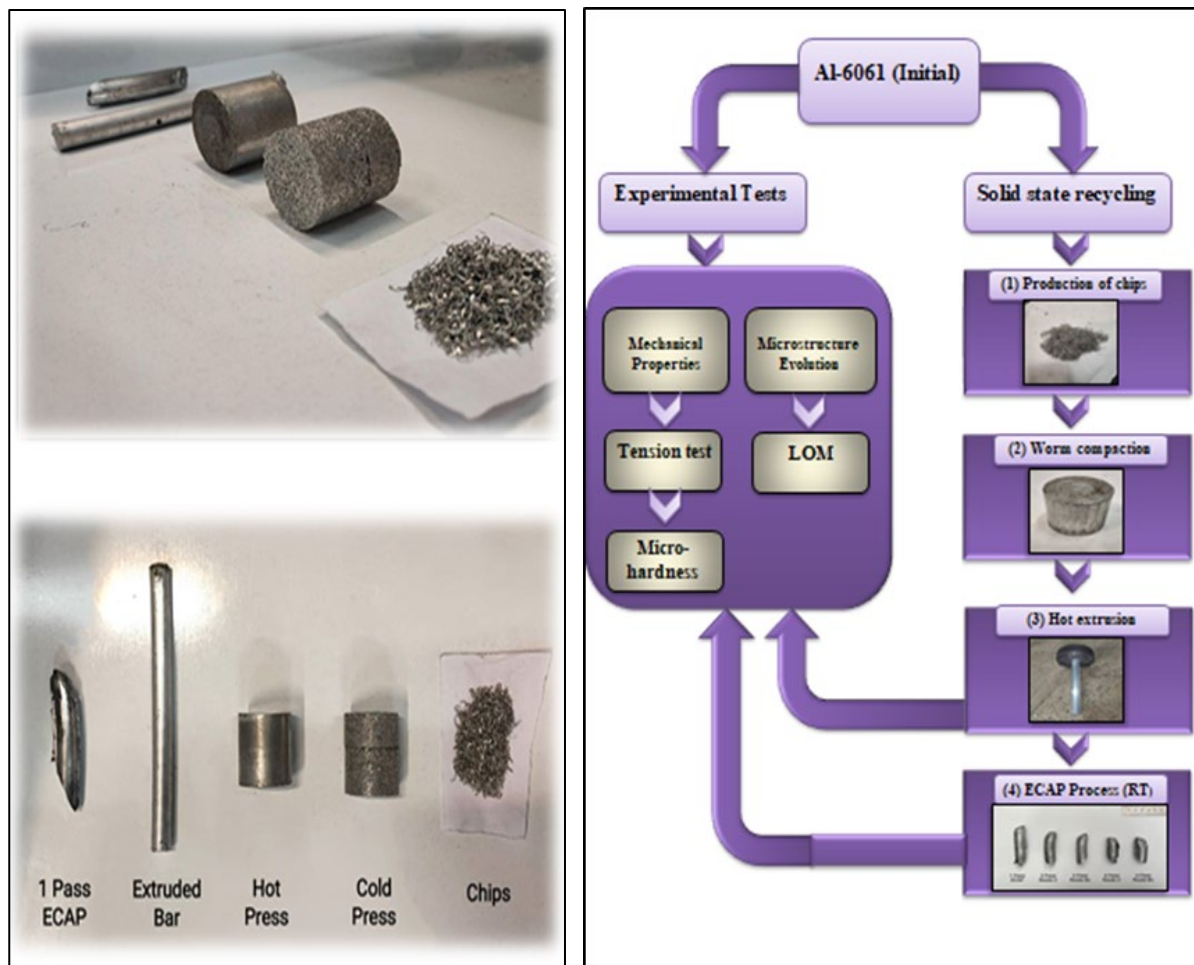 1 Pass
ECAP
Extruded
Bar
Hot
Press
Cold
Press
Chips
Al-6061 (Initial)
Experimental Tests
Solid state recycling
Mechanical
Properties
Microstructure
Evolution
Tension test
LOM
Micro-
hardness
(1) Production of chips
(2) Worm compaction
(3) Hot extrusion
(4) ECAP Process (RT)